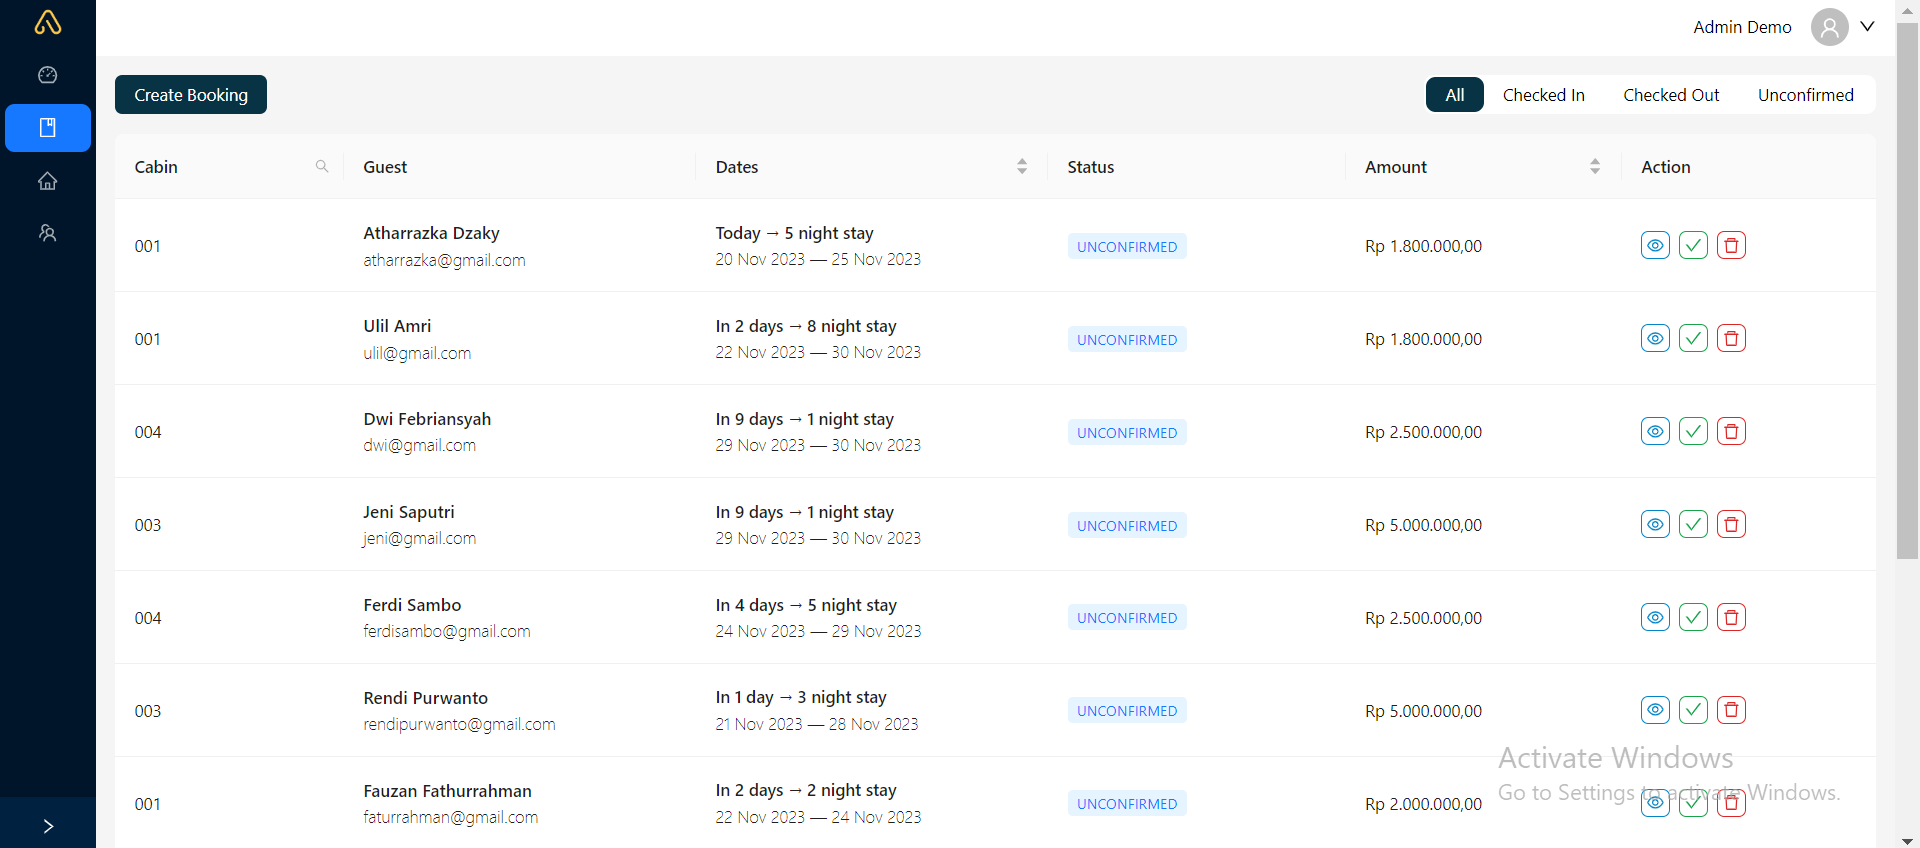 Admin Demo
Create Booking
All Checked In Checked Out Unconfirmed
Cabin Guest Dates Status Amount Action
001 Atharrazka Dzaky Today → 5 night stay UNCONFIRMED Rp 1.800.000,00
atharrazka@gmail.com 20 Nov 2023 — 25 Nov 2023
001 Ulil Amri In 2 days → 8 night stay UNCONFIRMED Rp 1.800.000,00
ulil@gmail.com 22 Nov 2023 — 30 Nov 2023
004 Dwi Febriansyah In 9 days → 1 night stay UNCONFIRMED Rp 2.500.000,00
dwi@gmail.com 29 Nov 2023 — 30 Nov 2023
003 Jeni Saputri In 9 days → 1 night stay UNCONFIRMED Rp 5.000.000,00
jeni@gmail.com 29 Nov 2023 — 30 Nov 2023
004 Ferdi Sambo In 4 days → 5 night stay UNCONFIRMED Rp 2.500.000,00
ferdisambo@gmail.com 24 Nov 2023 — 29 Nov 2023
003 Rendi Purwanto In 1 day → 3 night stay UNCONFIRMED Rp 5.000.000,00
rendipurwanto@gmail.com 21 Nov 2023 — 28 Nov 2023
001 Fauzan Fathurrahman In 2 days → 2 night stay UNCONFIRMED Rp 2.000.000,00
faturrahman@gmail.com 22 Nov 2023 — 24 Nov 2023
Activate Windows
Go to Settings to activate Windows.